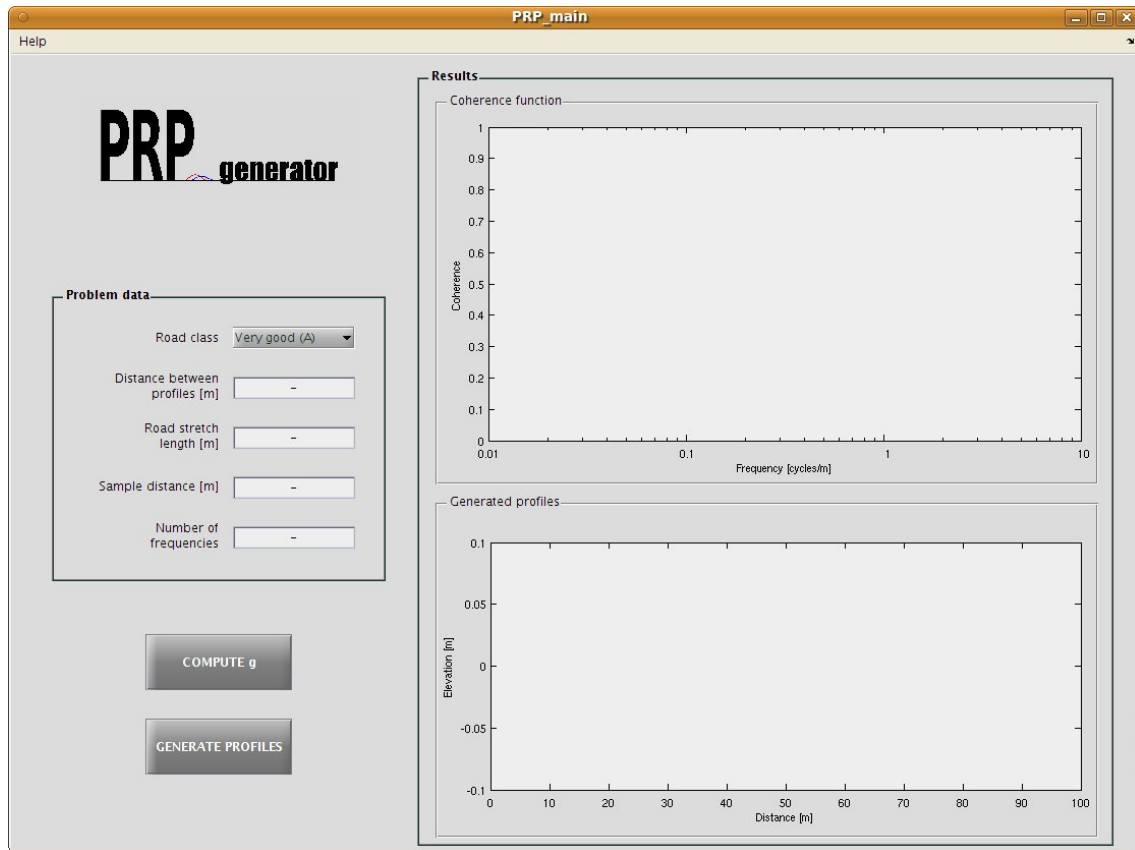 PRP_main
Help
PRP generator
Problem data
Road class Very good (A)
Distance between
profiles [m] -
Road stretch
length [m] -
Sample distance [m] -
Number of
frequencies -
COMPUTE g
GENERATE PROFILES
Results
Coherence function
1
0.9
0.8
0.7
0.6
0.5
0.4
0.3
0.2
0.1
0
Coherence
0.01 0.1 1 10
Frequency [cycles/m]
Generated profiles
0.1
0.05
0
-0.05
-0.1
Elevation [m]
0 10 20 30 40 50 60 70 80 90 100
Distance [m]